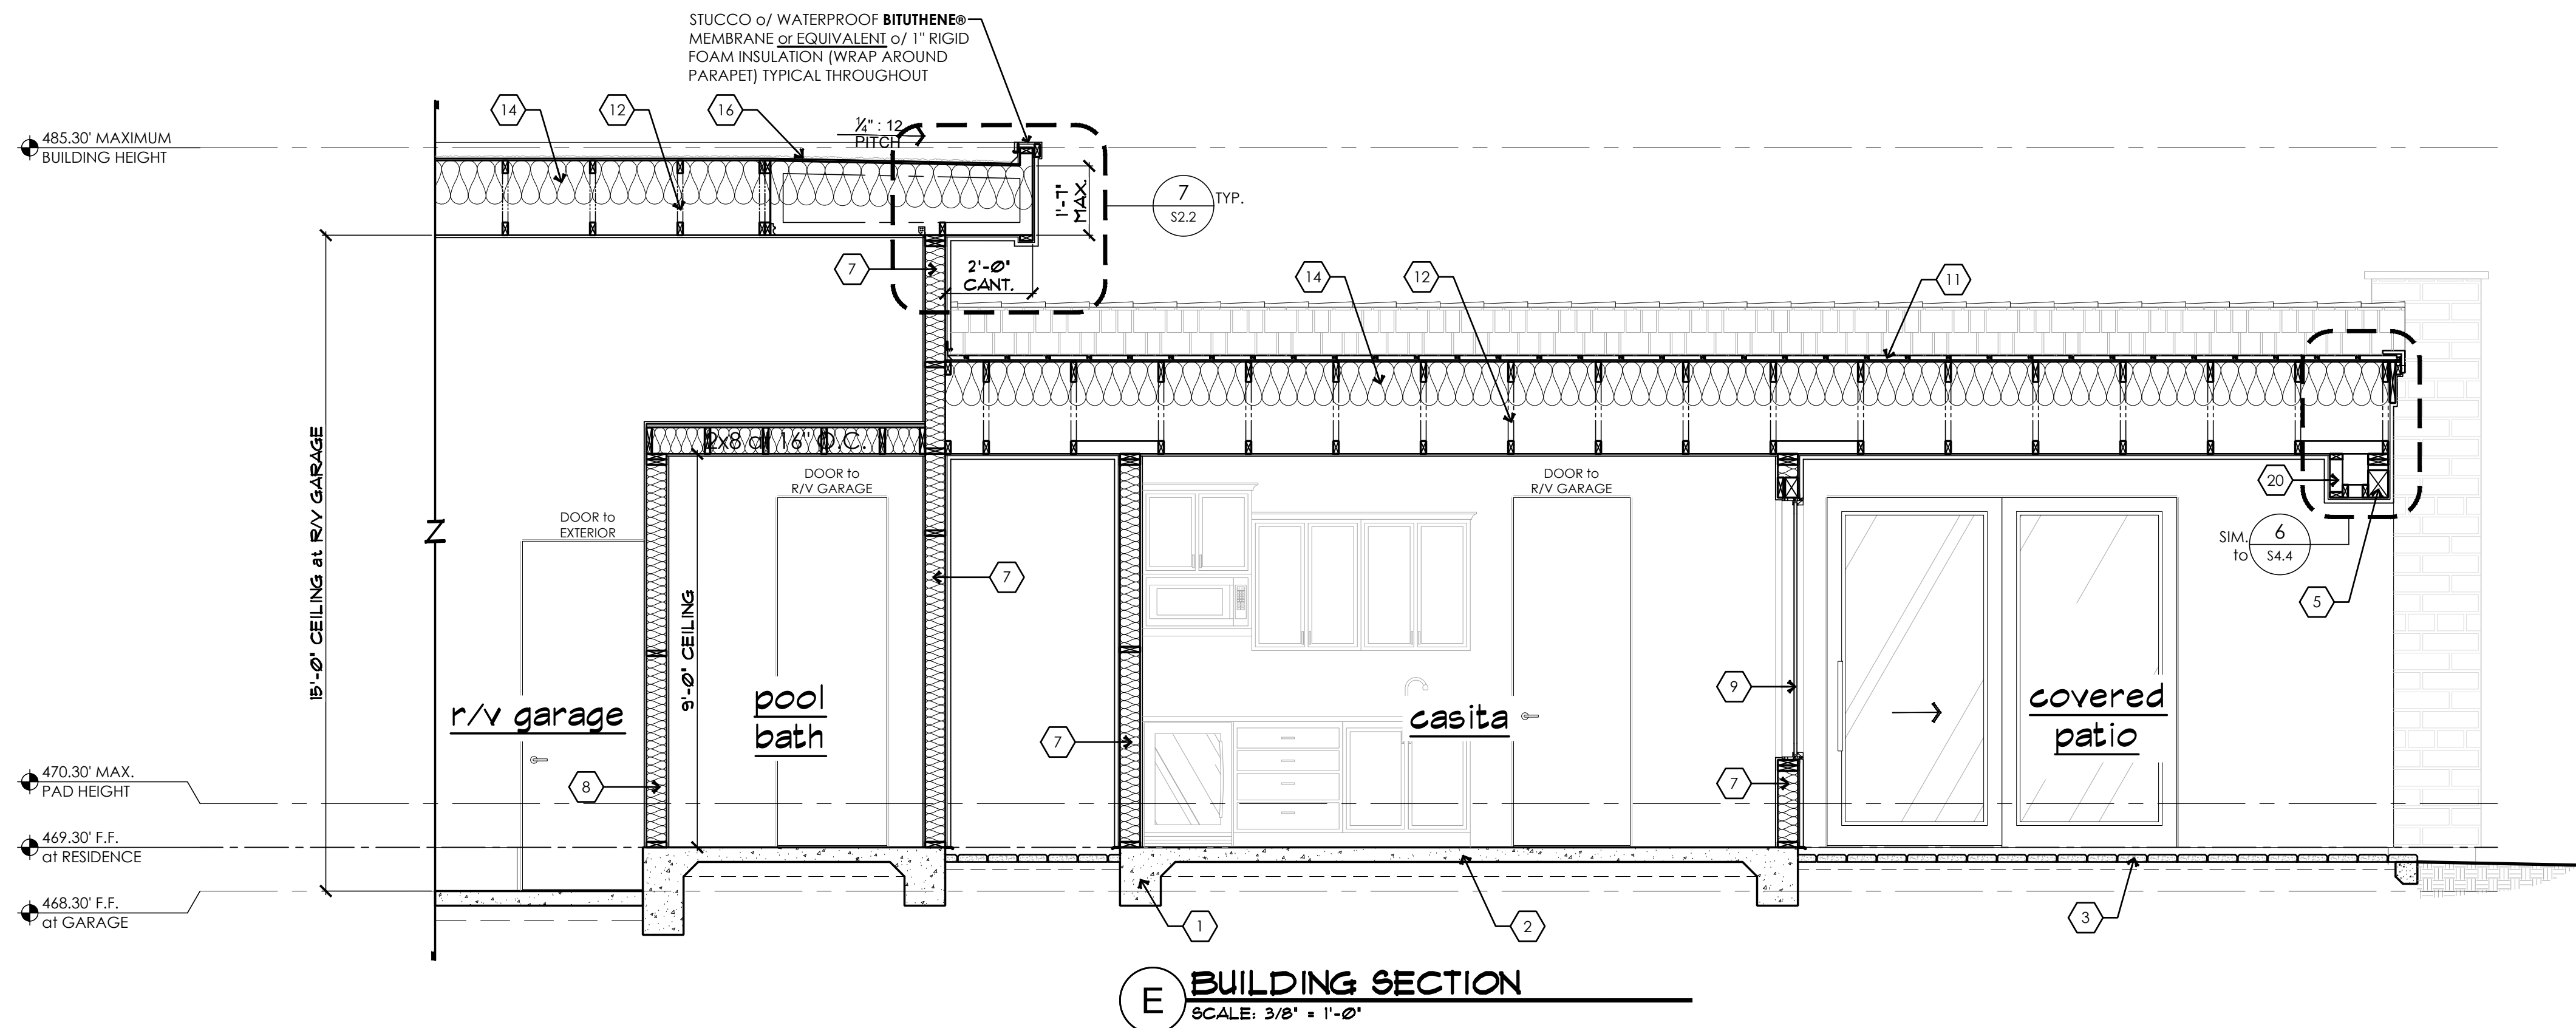 STUCCO o/ WATERPROOF BITUTHENE®
MEMBRANE or EQUIVALENT o/ 1" RIGID
FOAM INSULATION (WRAP AROUND
PARAPET) TYPICAL THROUGHOUT
14
12
16
¼" : 12
PITCH
485.30' MAXIMUM
BUILDING HEIGHT
1'-7"
MAX.
7
S2.2
TYP.
7
2'-0"
CANT.
14
12
11
15'-0" CEILING at R/V GARAGE
2x8 at 16" O.C.
DOOR to
R/V GARAGE
DOOR to
R/V GARAGE
20
DOOR to
EXTERIOR
SIM.
to
6
S4.4
7
5
9'-0" CEILING
r/v garage
pool
bath
casita
9
covered
patio
7
8
7
470.30' MAX.
PAD HEIGHT
469.30' F.F.
at RESIDENCE
468.30' F.F.
at GARAGE
1
2
3
E
BUILDING SECTION
SCALE: 3/8" = 1'-0"